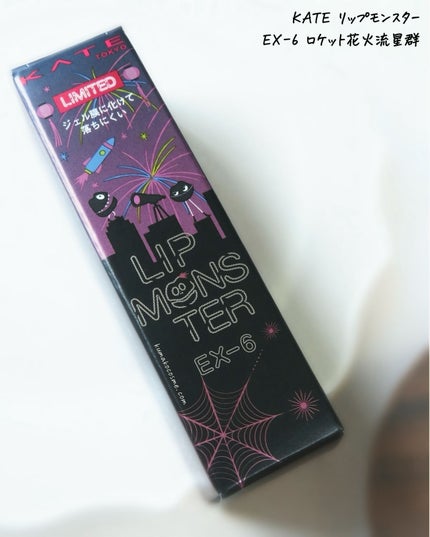 KATE リップモンスター
EX-6 ロケット花火流星群
KATE
TOKYO
LIMITED
ジェル膜に化けて
落ちにくい
LIP
MONS
TER
EX-6
kumakocosme.com